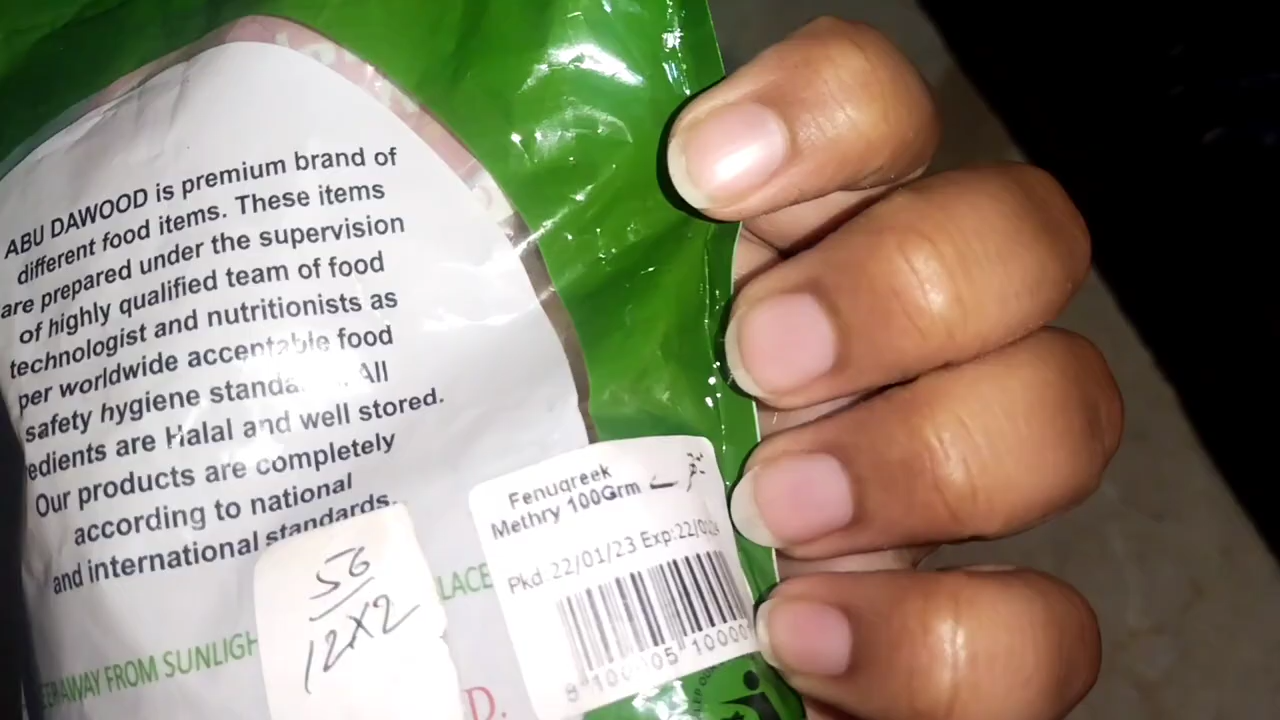 ABU DAWOOD is premium brand of
different food items. These items
are prepared under the supervision
of highly qualified team of food
technologist and nutritionists as
per worldwide acceptable food
safety hygiene standa All
edients are Halal and well stored.
Our products are completely
according to national
and international standards.
Fenugreek
Methry 100Grm
Pkd:22/01/23 Exp:22/0
56
12X2
LACE
AWAY FROM SUNLIGH
D.